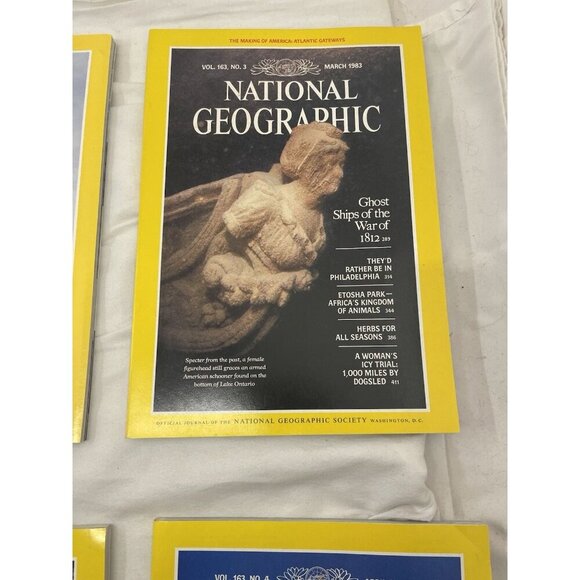 THE MAKING OF AMERICA: ATLANTIC GATEWAYS
VOL. 163, NO. 3 MARCH 1983
NATIONAL
GEOGRAPHIC
Ghost
Ships of the
War of
1812 289
THEY'D
RATHER BE IN
PHILADELPHIA 314
ETOSHA PARK—
AFRICA'S KINGDOM
OF ANIMALS 344
HERBS FOR
ALL SEASONS 386
A WOMAN'S
ICY TRIAL:
1,000 MILES BY
DOGSLED 411
Specter from the past, a female
figurehead still graces an armed
American schooner found on the
bottom of Lake Ontario
OFFICIAL JOURNAL OF THE NATIONAL GEOGRAPHIC SOCIETY WASHINGTON, D.C.
VOL. 163, NO. 4